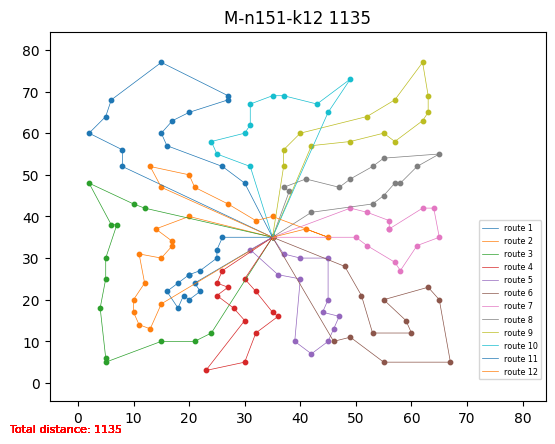 M-n151-k12 1135
80
70
60
50
40
30
20
10
0
0 10 20 30 40 50 60 70 80
route 1
route 2
route 3
route 4
route 5
route 6
route 7
route 8
route 9
route 10
route 11
route 12
Total distance: 1135